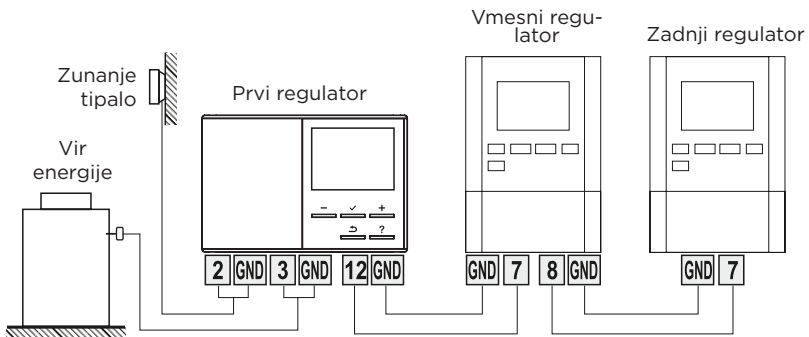 Vmesni regu-
lator
Zadnji regulator
Zunanje
tipalo
Prvi regulator
Vir
energije
− ✓ +
⮌ ?
2 GND 3 GND 12 GND
GND 7 8 GND
GND 7